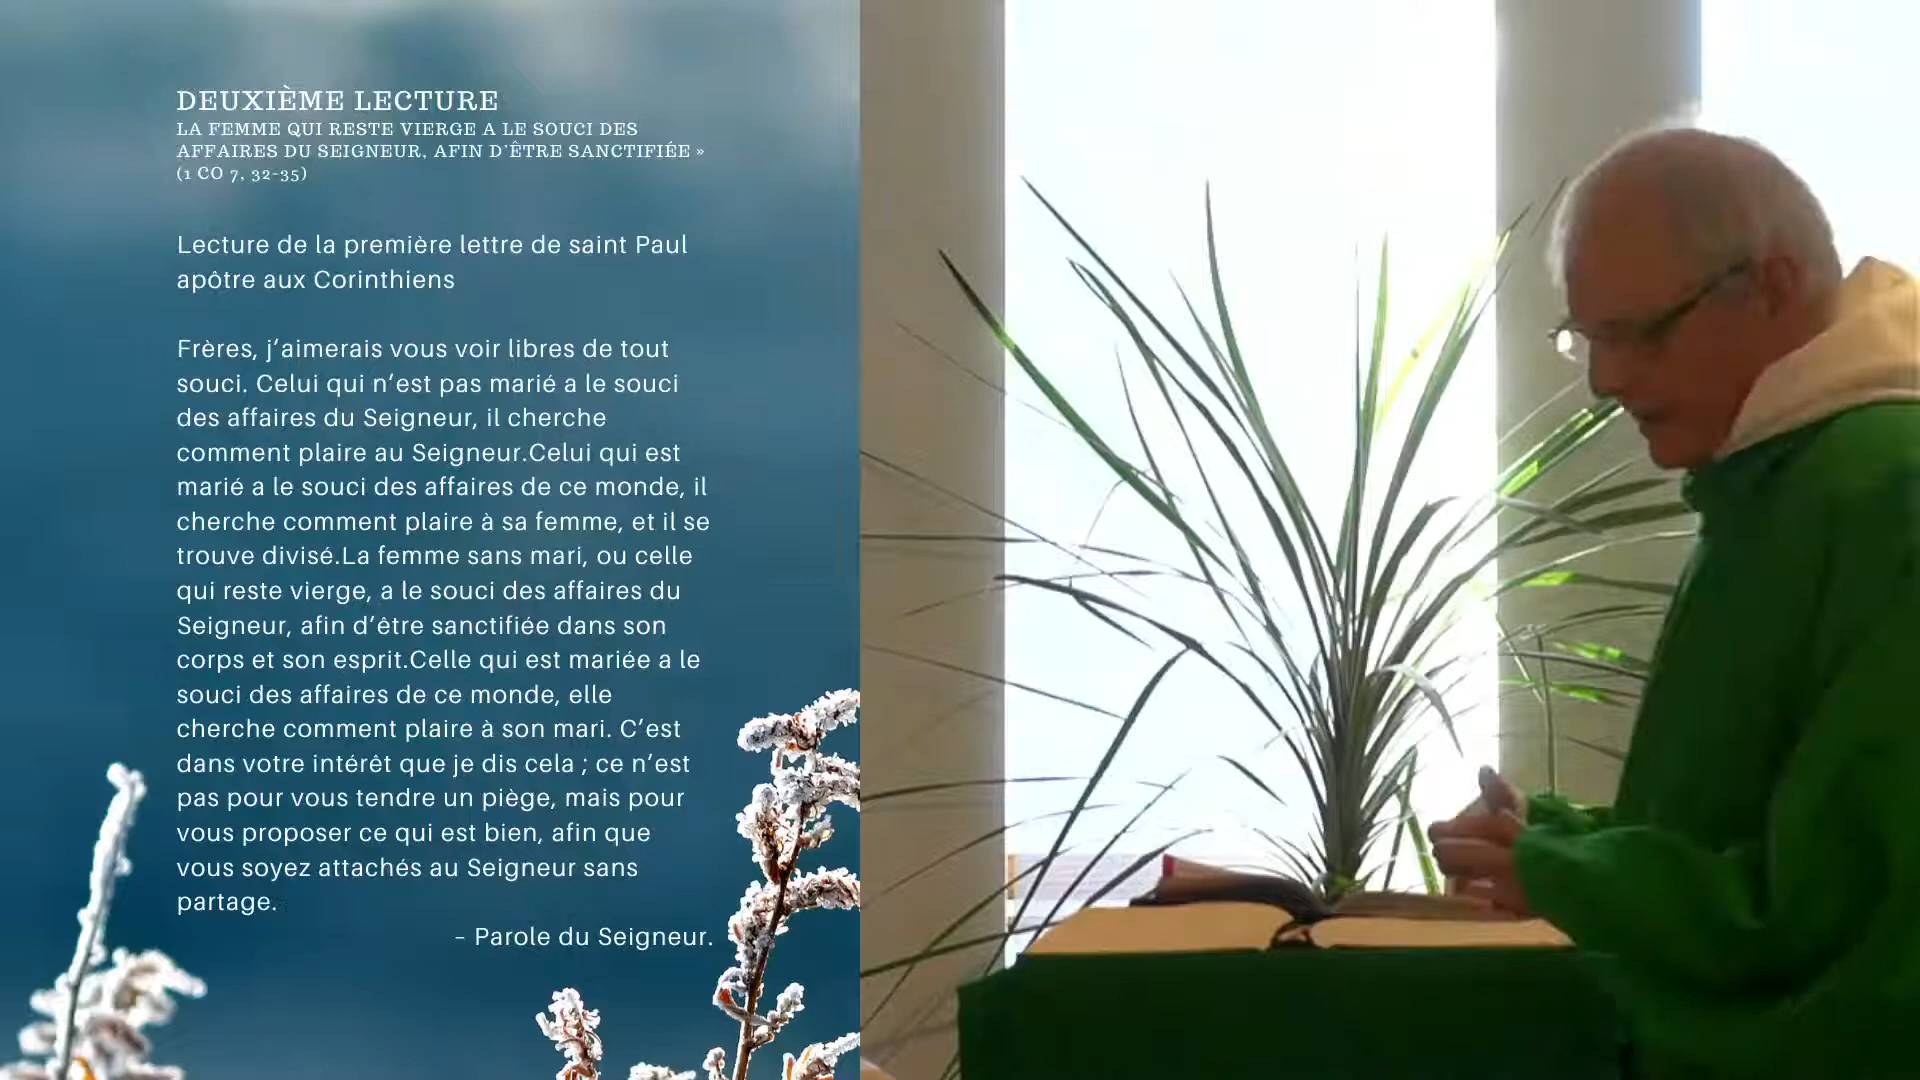 DEUXIÈME LECTURE
LA FEMME QUI RESTE VIERGE A LE SOUCI DES
AFFAIRES DU SEIGNEUR, AFIN D'ÊTRE SANCTIFIÉE »
(1 CO 7, 32-35)
Lecture de la première lettre de saint Paul
apôtre aux Corinthiens
Frères, j’aimerais vous voir libres de tout
souci. Celui qui n’est pas marié a le souci
des affaires du Seigneur, il cherche
comment plaire au Seigneur.Celui qui est
marié a le souci des affaires de ce monde, il
cherche comment plaire à sa femme, et il se
trouve divisé.La femme sans mari, ou celle
qui reste vierge, a le souci des affaires du
Seigneur, afin d’être sanctifiée dans son
corps et son esprit.Celle qui est mariée a le
souci des affaires de ce monde, elle
cherche comment plaire à son mari. C’est
dans votre intérêt que je dis cela ; ce n’est
pas pour vous tendre un piège, mais pour
vous proposer ce qui est bien, afin que
vous soyez attachés au Seigneur sans
partage.
– Parole du Seigneur.